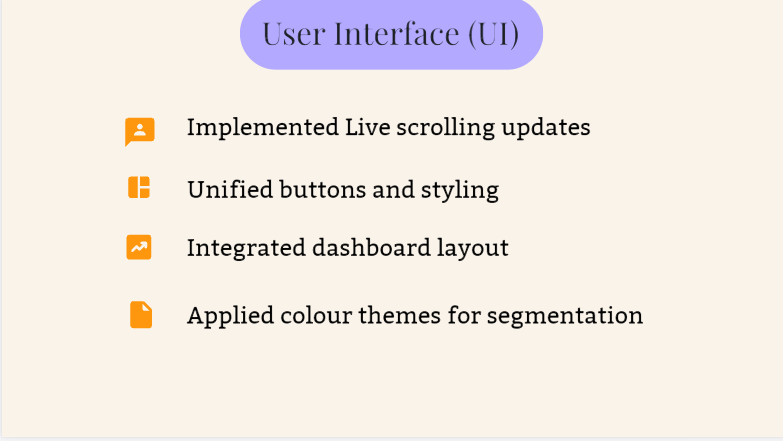 User Interface (UI)
Implemented Live scrolling updates
Unified buttons and styling
Integrated dashboard layout
Applied colour themes for segmentation